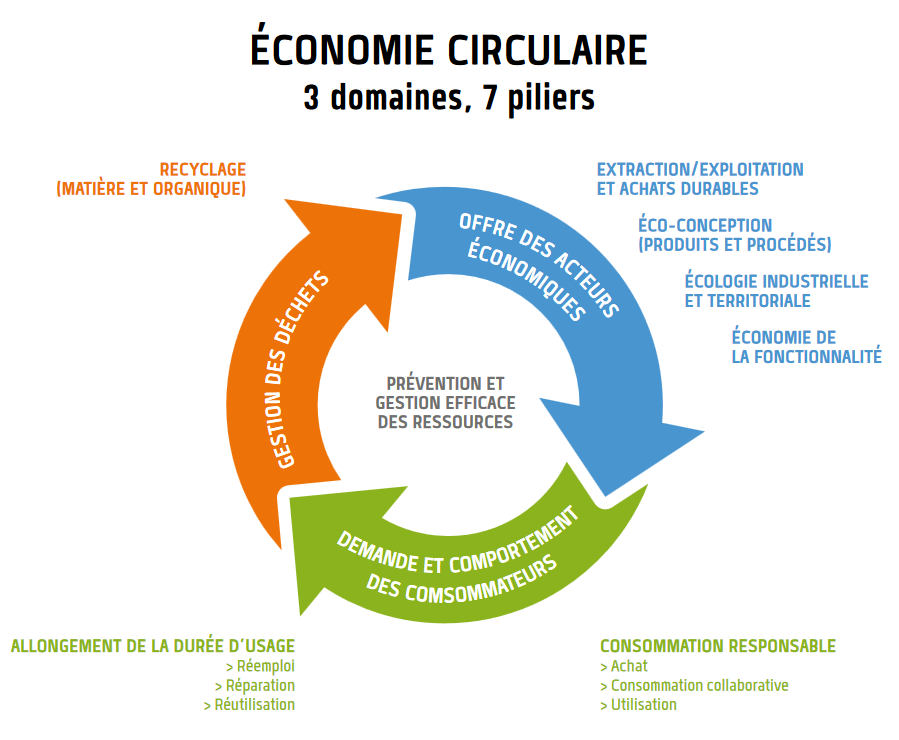 ÉCONOMIE CIRCULAIRE
3 domaines, 7 piliers
RECYCLAGE
(MATIÈRE ET ORGANIQUE)
EXTRACTION/EXPLOITATION
ET ACHATS DURABLES
ÉCO-CONCEPTION
(PRODUITS ET PROCÉDÉS)
ÉCOLOGIE INDUSTRIELLE
ET TERRITORIALE
ÉCONOMIE DE
LA FONCTIONNALITÉ
OFFRE DES ACTEURS
ÉCONOMIQUES
GESTION DES DÉCHETS
PRÉVENTION ET
GESTION EFFICACE
DES RESSOURCES
DEMANDE ET COMPORTEMENT
DES COMSOMMATEURS
ALLONGEMENT DE LA DURÉE D'USAGE
> Réemploi
> Réparation
> Réutilisation
CONSOMMATION RESPONSABLE
> Achat
> Consommation collaborative
> Utilisation